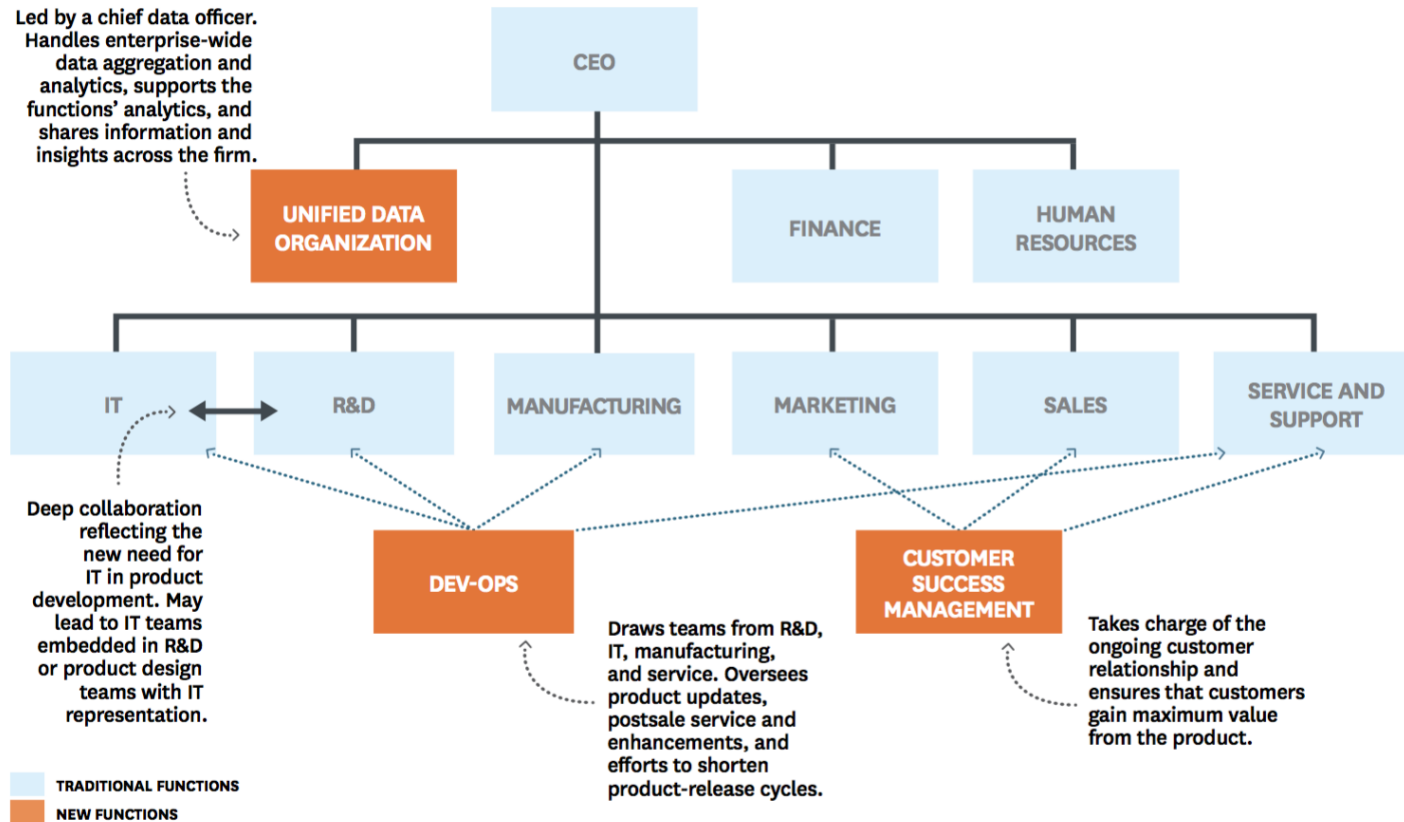 Led by a chief data officer.
Handles enterprise-wide
data aggregation and
analytics, supports the
functions’ analytics, and
shares information and
insights across the firm.
CEO
UNIFIED DATA
ORGANIZATION
FINANCE
HUMAN
RESOURCES
IT
R&D
MANUFACTURING
MARKETING
SALES
SERVICE AND
SUPPORT
Deep collaboration
reflecting the
new need for
IT in product
development. May
lead to IT teams
embedded in R&D
or product design
teams with IT
representation.
DEV-OPS
Draws teams from R&D,
IT, manufacturing,
and service. Oversees
product updates,
postsale service and
enhancements, and
efforts to shorten
product-release cycles.
CUSTOMER
SUCCESS
MANAGEMENT
Takes charge of the
ongoing customer
relationship and
ensures that customers
gain maximum value
from the product.
TRADITIONAL FUNCTIONS
NEW FUNCTIONS